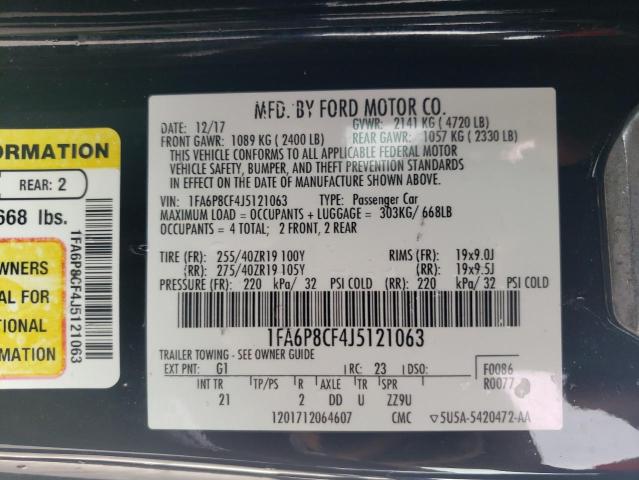 ORMATION
REAR: 2
668 lbs.
WNERS
AL FOR
TIONAL
FORMATION
1FA6P8CF4J5121063
MFD. BY FORD MOTOR CO.
DATE: 12/17 GVWR: 2141 KG ( 4720 LB)
FRONT GAWR: 1089 KG ( 2400 LB) REAR GAWR: 1057 KG ( 2330 LB)
THIS VEHICLE CONFORMS TO ALL APPLICABLE FEDERAL MOTOR
VEHICLE SAFETY, BUMPER, AND THEFT PREVENTION STANDARDS
IN EFFECT ON THE DATE OF MANUFACTURE SHOWN ABOVE.
VIN: 1FA6P8CF4J5121063 TYPE: Passenger Car
MAXIMUM LOAD = OCCUPANTS + LUGGAGE = 303KG/ 668LB
OCCUPANTS = 4 TOTAL; 2 FRONT, 2 REAR
TIRE (FR): 255/40ZR19 100Y RIMS (FR): 19x9.0J
(RR): 275/40ZR19 105Y (RR): 19x9.5J
PRESSURE (FR): 220 kPa/ 32 PSI COLD (RR): 220 kPa/ 32 PSI COLD
1FA6P8CF4J5121063
TRAILER TOWING - SEE OWNER GUIDE
EXT PNT: G1 RC: 23 DSO: F0086
R0077
INT TR TP/PS R AXLE TR SPR
21 2 DD U ZZ9U
1201712064607 CMC ▽5U5A-5420472-AA